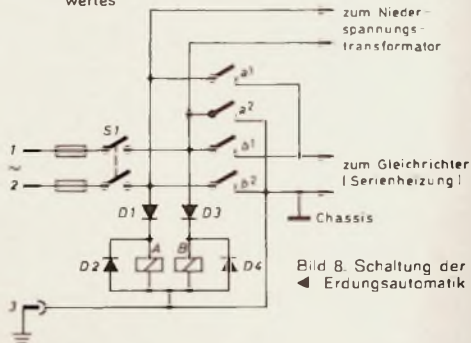 wertes
zum Nieder-
spannungs-
transformator
a1
a2
S1
1
b1
~
2
b2
zum Gleichrichter
(Serienheizung)
D1
D3
Chassis
A
B
D2
D4
Bild 8. Schaltung der
◄ Erdungsautomatik
3